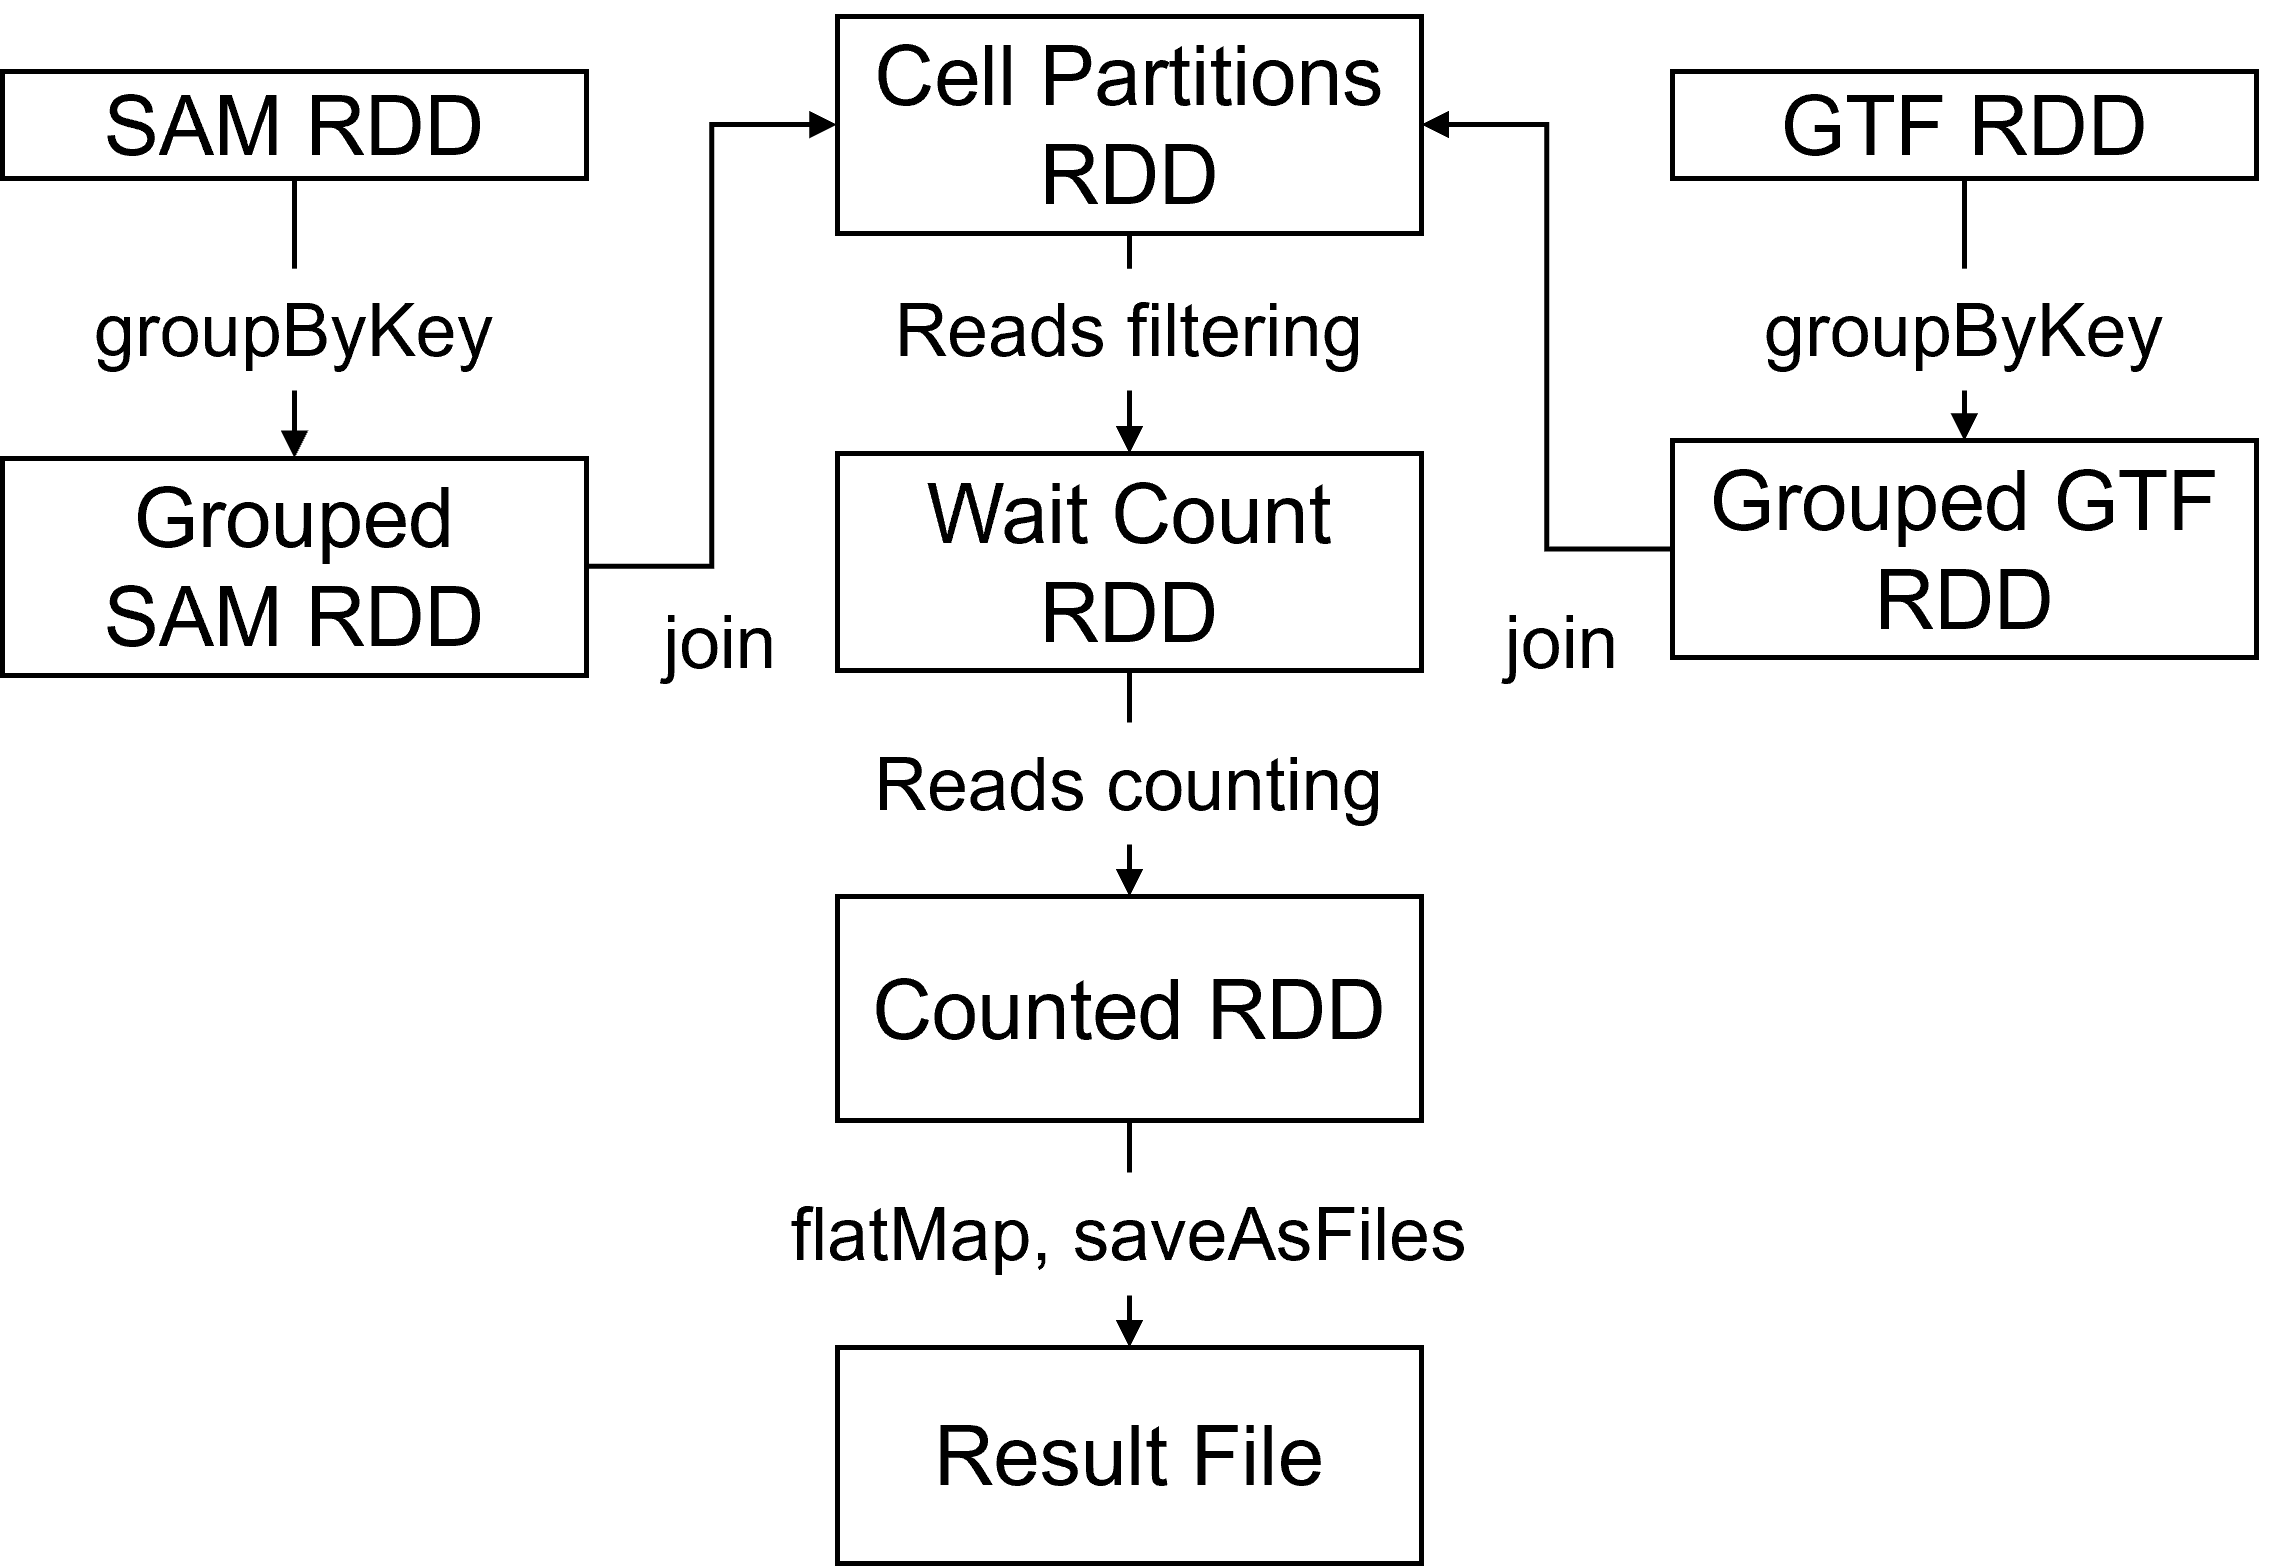 SAM RDD
groupByKey
Grouped
SAM RDD
join
Cell Partitions
RDD
Reads filtering
Wait Count
RDD
Reads counting
Counted RDD
flatMap, saveAsFiles
Result File
GTF RDD
groupByKey
Grouped GTF
RDD
join